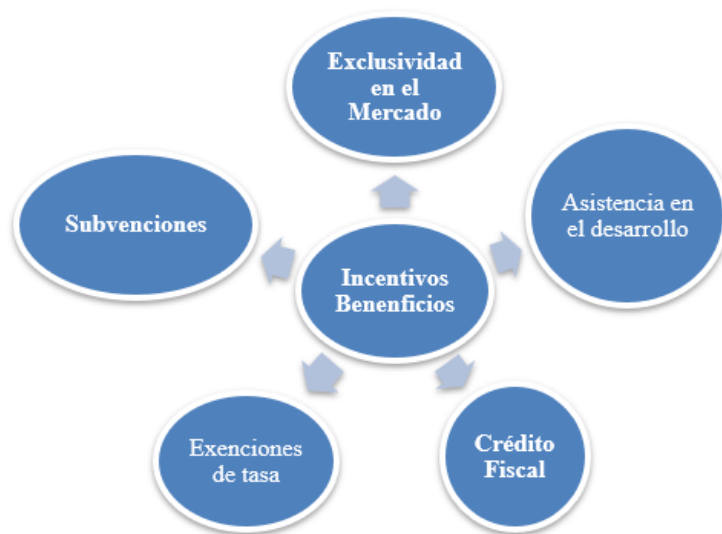 Exclusividad
en el
Mercado
Asistencia en
el desarrollo
Subvenciones
Incentivos
Benenficios
Exenciones
de tasa
Crédito
Fiscal